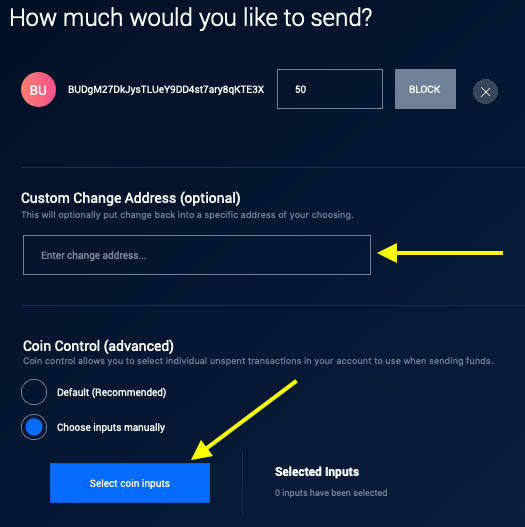 How much would you like to send?
BU BUDgM27DkJysTLUeY9DD4st7ary8qKTE3X 50 BLOCK
Custom Change Address (optional)
This will optionally put change back into a specific address of your choosing.
Enter change address...
Coin Control (advanced)
Coin control allows you to select individual unspent transactions in your account to use when sending funds.
Default (Recommended)
Choose inputs manually
Select coin inputs
Selected Inputs
0 inputs have been selected